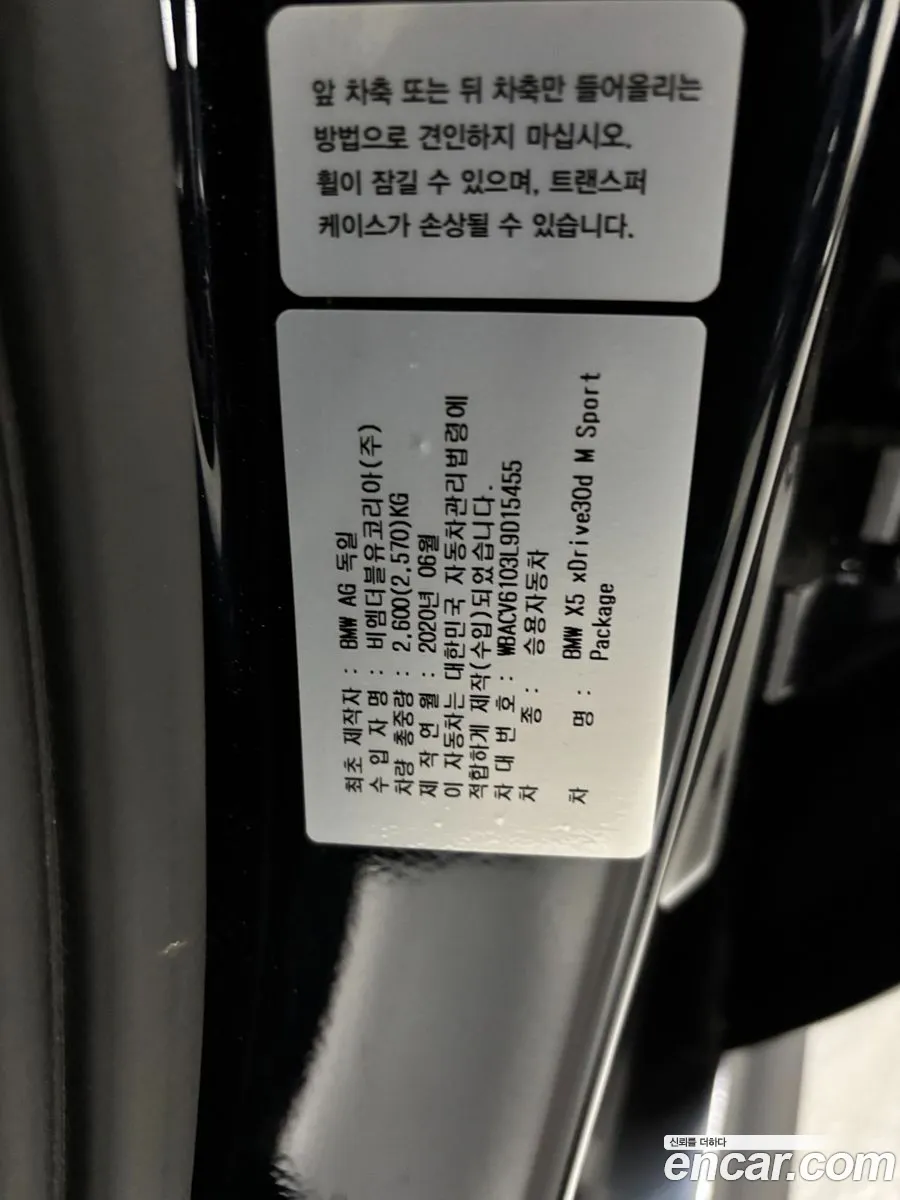 앞 차축 또는 뒤 차축만 들어올리는
방법으로 견인하지 마십시오.
휠이 잠길 수 있으며, 트랜스퍼
케이스가 손상될 수 있습니다.
최초 제작자 : BMW AG 독일
수 입 자 명 : 비엠더블유코리아(주)
차량 총중량 : 2.600(2.570)KG
제 작 연 월 : 2020년 06월
이 자동차는 대한민국 자동차관리법령에
적합하게 제작(수입)되었습니다.
차 대 번 호 : WBACV6103L9D15455
차 종 : 승용자동차
차 명 : BMW X5 xDrive30d M Sport
Package
신뢰를 더하다
encar.com